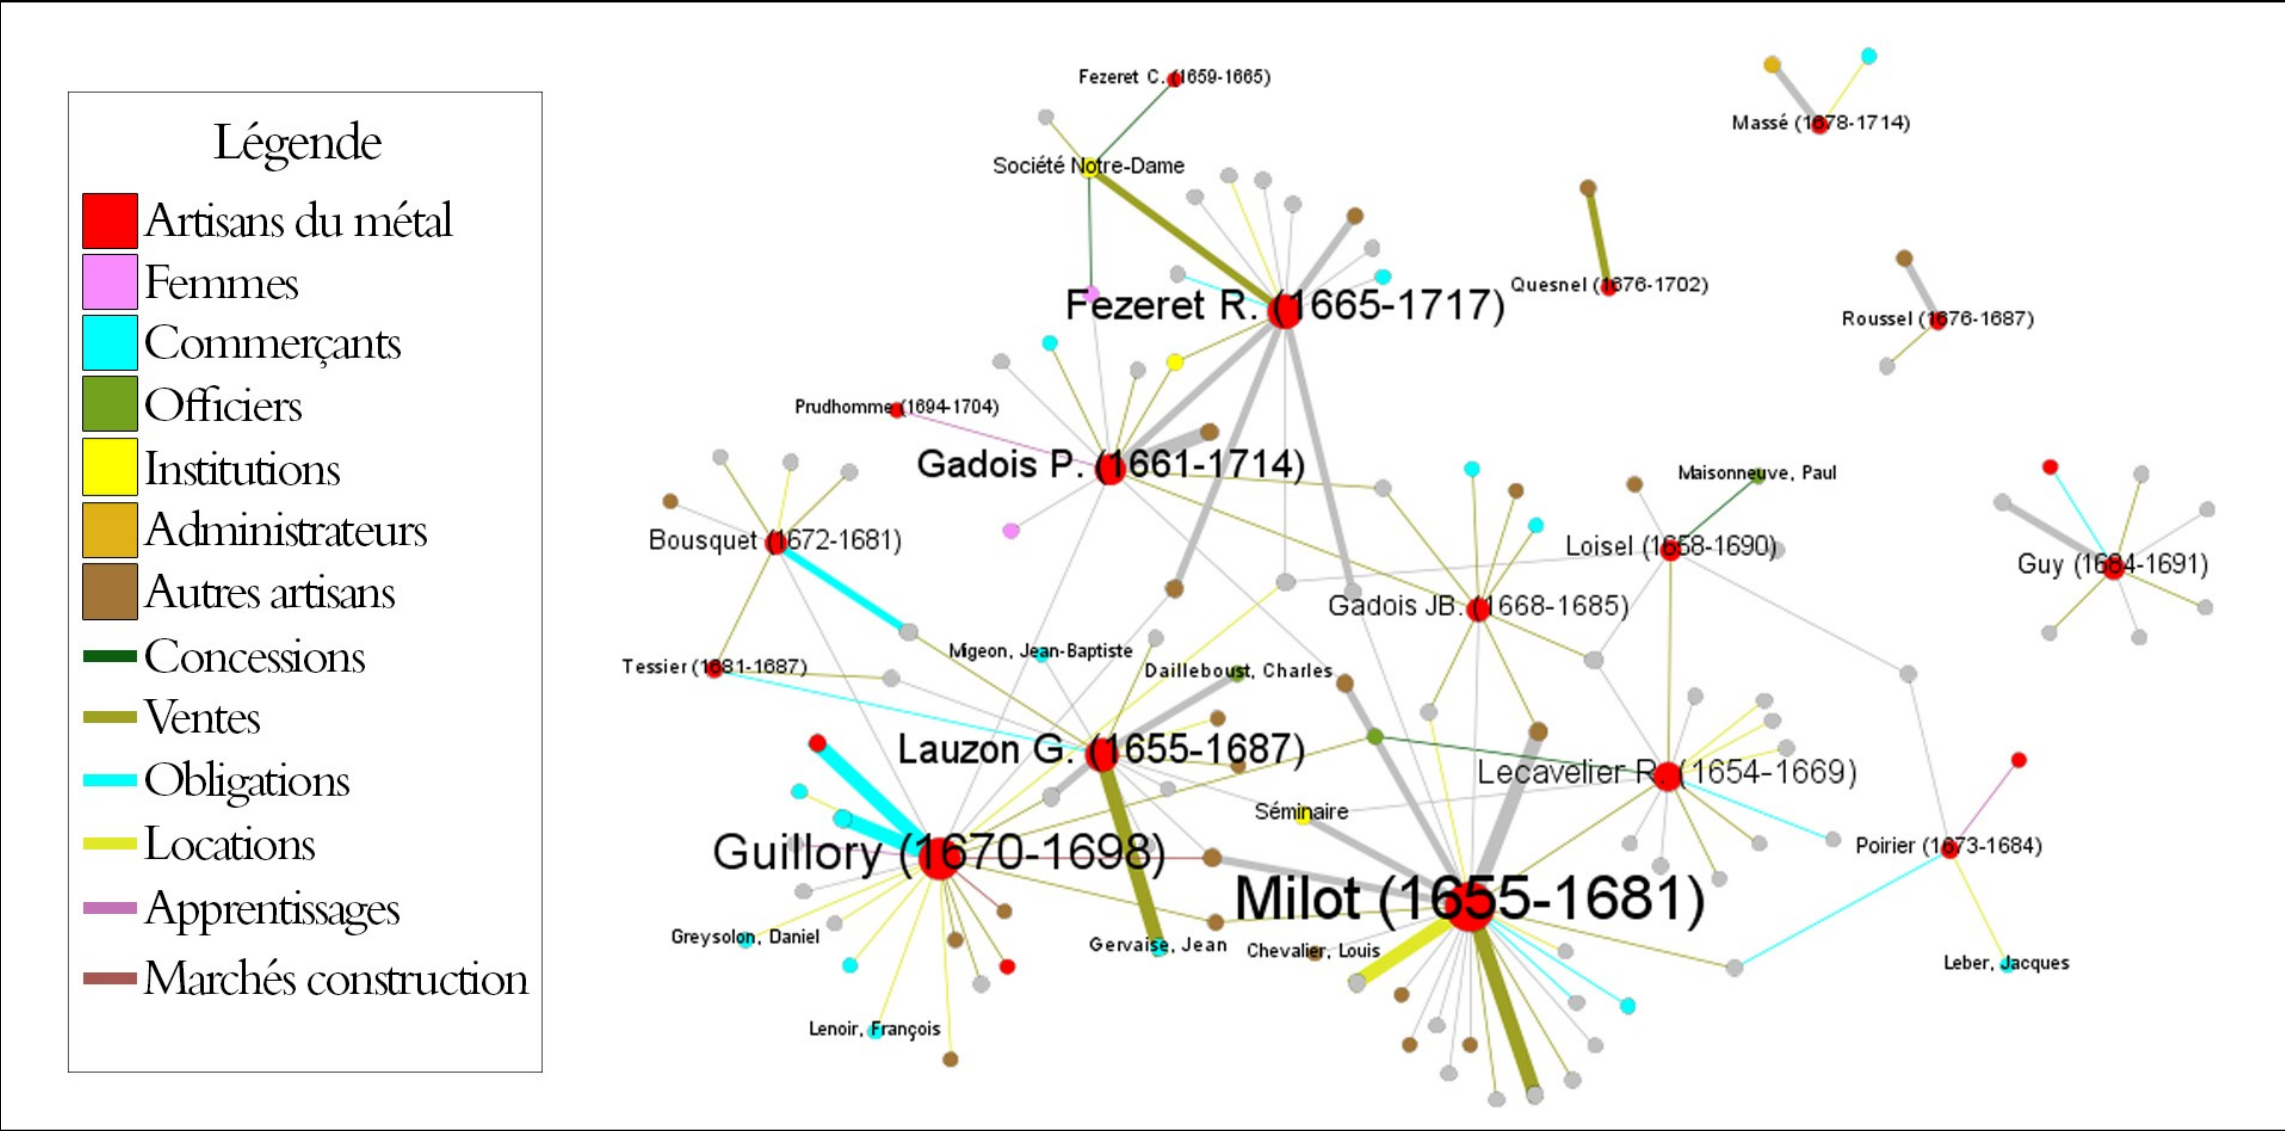 Légende
Artisans du métal
Femmes
Commerçants
Officiers
Institutions
Administrateurs
Autres artisans
Concessions
Ventes
Obligations
Locations
Apprentissages
Marchés construction
Fezeret C. (1659-1665)
Massé (1678-1714)
Société Notre-Dame
Quesnel (1676-1702)
Fezeret R. (1665-1717)
Roussel (1676-1687)
Prudhomme (1694-1704)
Gadois P. (1661-1714)
Maisonneuve, Paul
Bousquet (1672-1681)
Loisel (1658-1690)
Guy (1684-1691)
Gadois JB. (1668-1685)
Migeon, Jean-Baptiste
Tessier (1681-1687)
Dailleboust, Charles
Lauzon G. (1655-1687)
Lecavelier R. (1654-1669)
Séminaire
Guillory (1670-1698)
Poirier (1673-1684)
Milot (1655-1681)
Greysolon, Daniel
Gervaise, Jean
Chevalier, Louis
Leber, Jacques
Lenoir, François